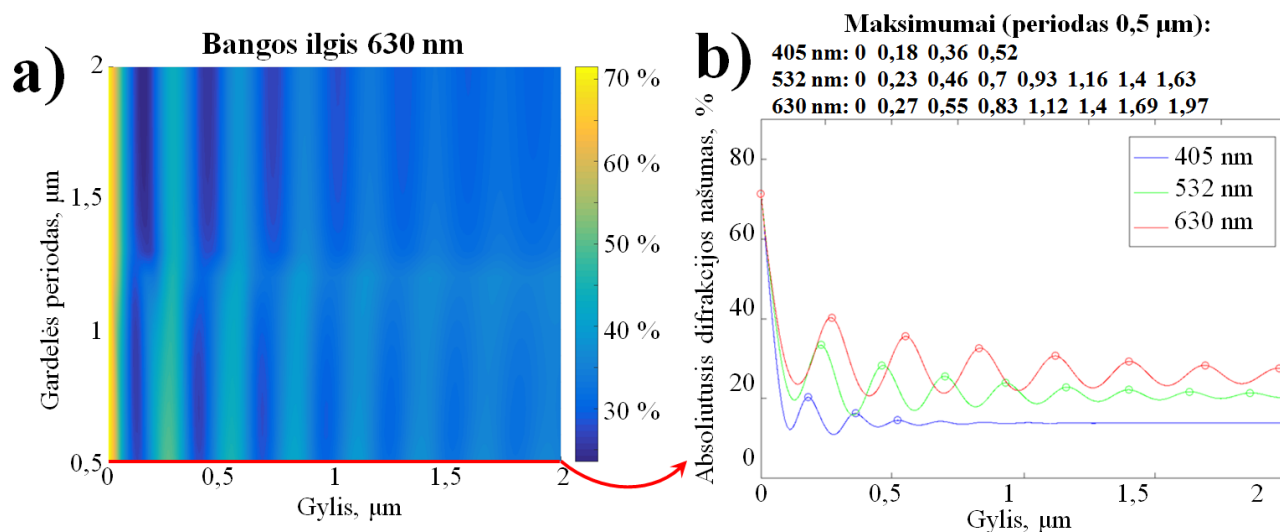 a)
Bangos ilgis 630 nm
Gardelės periodas, µm
2
1,5
1
0,5
0 0,5 1 1,5 2
Gylis, µm
70 %
60 %
50 %
40 %
30 %
b)
Maksimumai (periodas 0,5 µm):
405 nm: 0 0,18 0,36 0,52
532 nm: 0 0,23 0,46 0,7 0,93 1,16 1,4 1,63
630 nm: 0 0,27 0,55 0,83 1,12 1,4 1,69 1,97
Absoliutusis difrakcijos našumas, %
80
60
40
20
0
405 nm
532 nm
630 nm
0 0,5 1 1,5 2
Gylis, µm